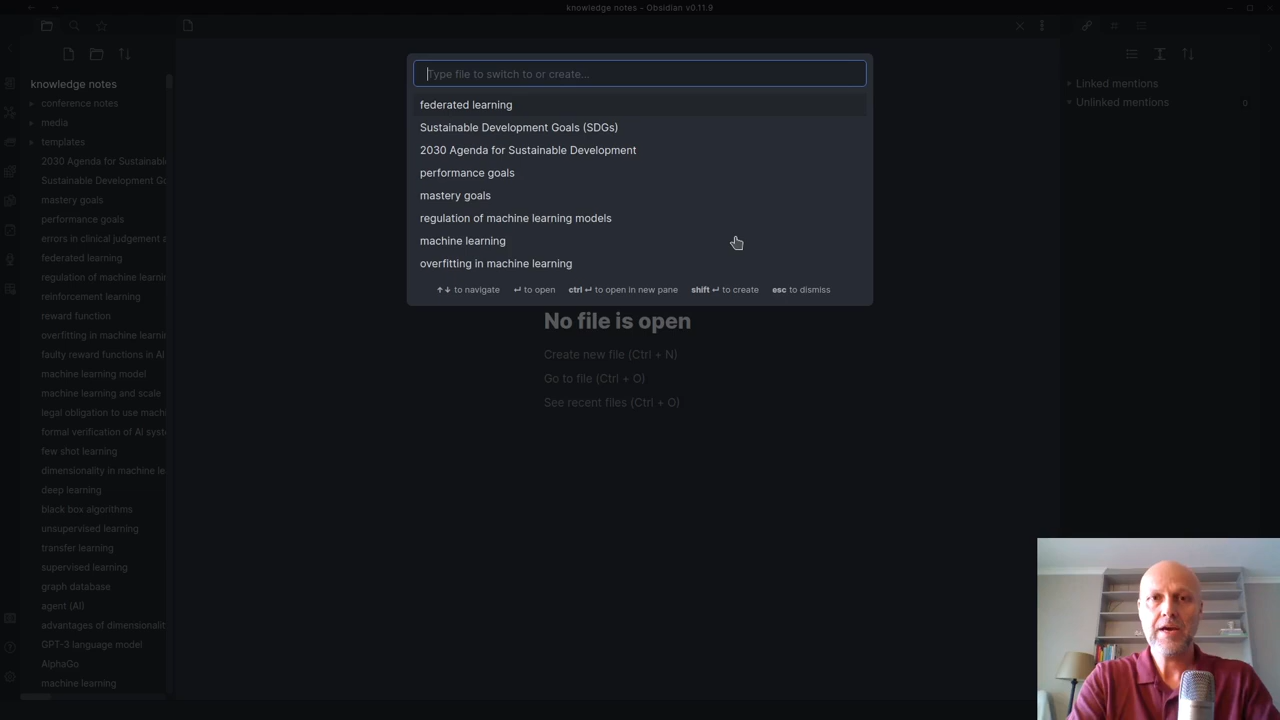 knowledge notes - Obsidian v0.11.9
knowledge notes
conference notes
media
templates
2030 Agenda for Sustainabl
Sustainable Development Go
mastery goals
performance goals
errors in clinical judgement a
federated learning
regulation of machine learnin
reinforcement learning
reward function
overfitting in machine learnin
faulty reward functions in AI
machine learning model
machine learning and scale
legal obligation to use machi
formal verification of AI syst
few shot learning
dimensionality in machine le
deep learning
black box algorithms
unsupervised learning
transfer learning
supervised learning
graph database
agent (AI)
advantages of dimensionalit
GPT-3 language model
AlphaGo
machine learning
Type file to switch to or create...
federated learning
Sustainable Development Goals (SDGs)
2030 Agenda for Sustainable Development
performance goals
mastery goals
regulation of machine learning models
machine learning
overfitting in machine learning
↑↓ to navigate ↵ to open ctrl ↵ to open in new pane shift ↵ to create esc to dismiss
No file is open
Create new file (Ctrl + N)
Go to file (Ctrl + O)
See recent files (Ctrl + O)
Linked mentions
Unlinked mentions 0